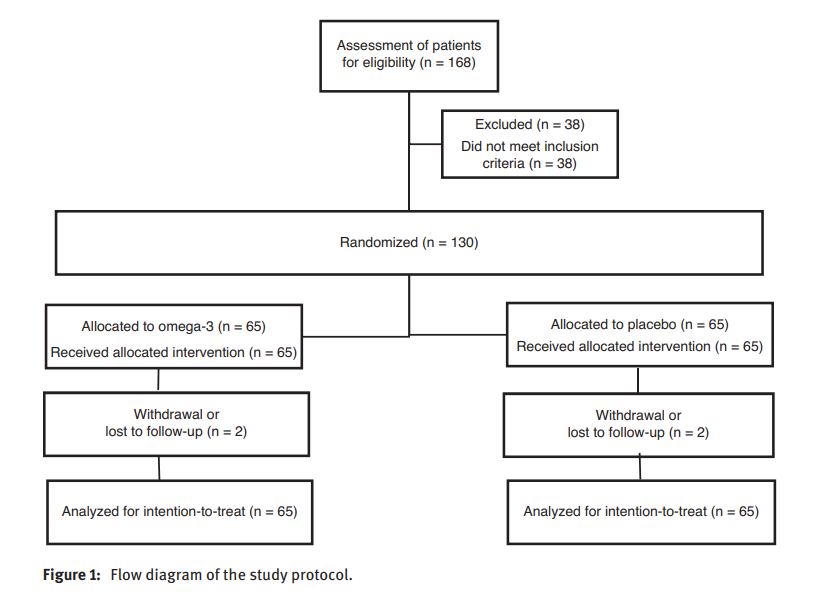 Assessment of patients
for eligibility (n = 168)
Excluded (n = 38)
Did not meet inclusion
criteria (n = 38)
Randomized (n = 130)
Allocated to omega-3 (n = 65)
Received allocated intervention (n = 65)
Allocated to placebo (n = 65)
Received allocated intervention (n = 65)
Withdrawal or
lost to follow-up (n = 2)
Withdrawal or
lost to follow-up (n = 2)
Analyzed for intention-to-treat (n = 65)
Analyzed for intention-to-treat (n = 65)
Figure 1: Flow diagram of the study protocol.